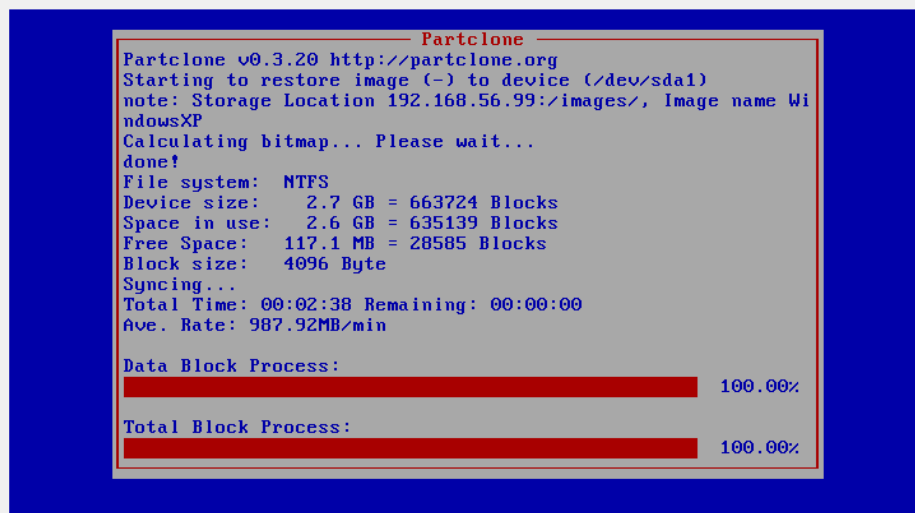 Partclone
Partclone v0.3.20 http://partclone.org
Starting to restore image (-) to device (/dev/sda1)
note: Storage Location 192.168.56.99:/images/, Image name Wi
ndowsXP
Calculating bitmap... Please wait...
done!
File system:  NTFS
Device size:    2.7 GB = 663724 Blocks
Space in use:   2.6 GB = 635139 Blocks
Free Space:   117.1 MB = 28585 Blocks
Block size:   4096 Byte
Syncing...
Total Time: 00:02:38 Remaining: 00:00:00
Ave. Rate: 987.92MB/min
Data Block Process:
100.00%
Total Block Process:
100.00%